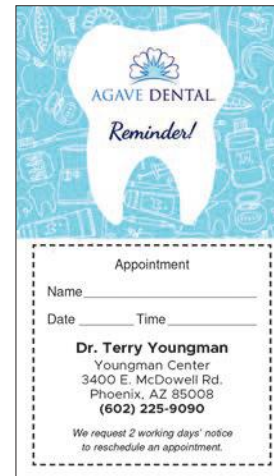 AGAVE DENTAL
Reminder!
Appointment
Name
Date Time
Dr. Terry Youngman
Youngman Center
3400 E. McDowell Rd.
Phoenix, AZ 85008
(602) 225-9090
We request 2 working days' notice
to reschedule an appointment.